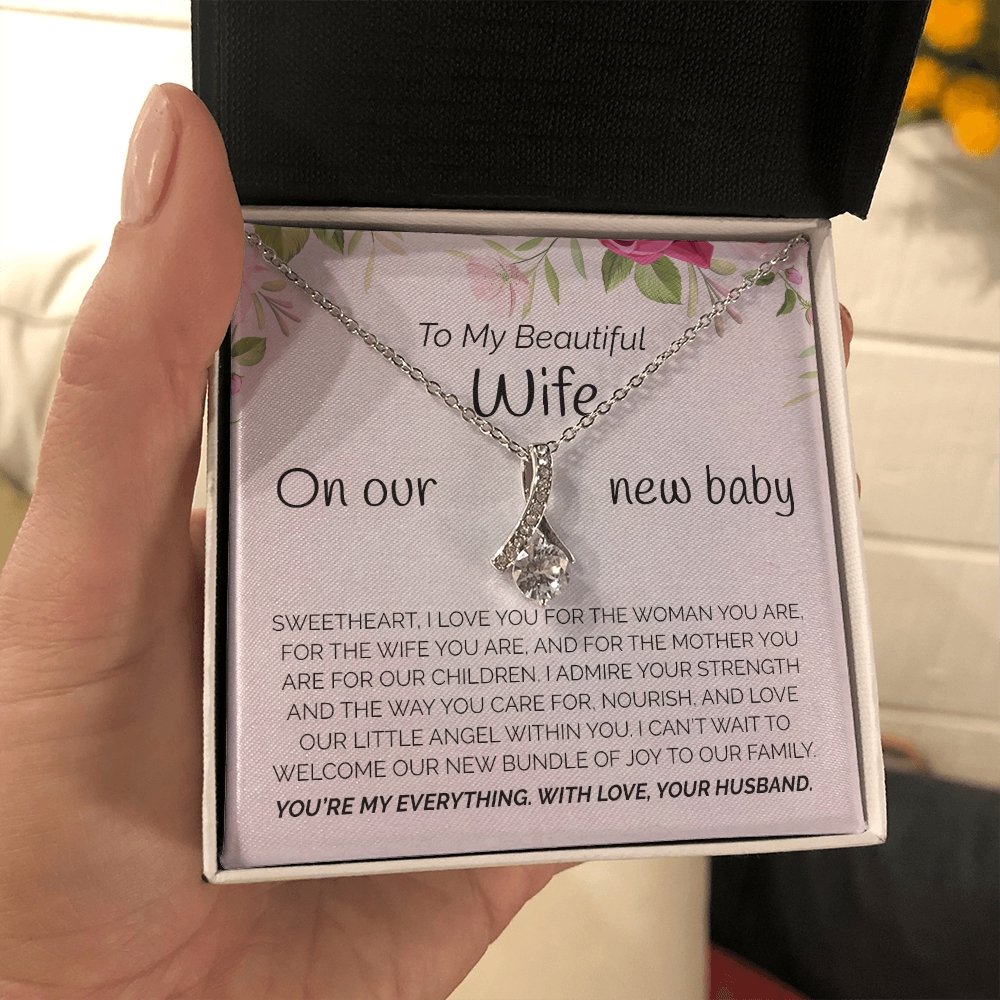 To My Beautiful
Wife
On our new baby
SWEETHEART, I LOVE YOU FOR THE WOMAN YOU ARE,
FOR THE WIFE YOU ARE, AND FOR THE MOTHER YOU
ARE FOR OUR CHILDREN. I ADMIRE YOUR STRENGTH
AND THE WAY YOU CARE FOR, NOURISH, AND LOVE
OUR LITTLE ANGEL WITHIN YOU. I CAN'T WAIT TO
WELCOME OUR NEW BUNDLE OF JOY TO OUR FAMILY.
YOU'RE MY EVERYTHING. WITH LOVE, YOUR HUSBAND.